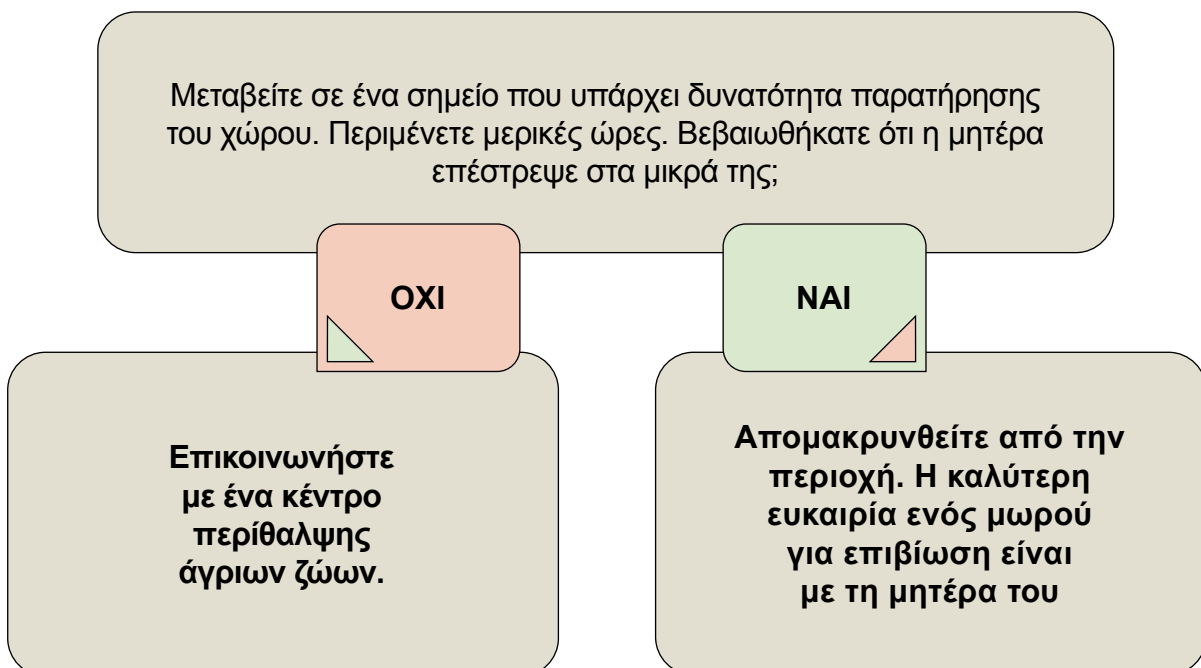 Μεταβείτε σε ένα σημείο που υπάρχει δυνατότητα παρατήρησης
του χώρου. Περιμένετε μερικές ώρες. Βεβαιωθήκατε ότι η μητέρα
επέστρεψε στα μικρά της;
ΟΧΙ
ΝΑΙ
Επικοινωνήστε
με ένα κέντρο
περίθαλψης
άγριων ζώων.
Απομακρυνθείτε από την
περιοχή. Η καλύτερη
ευκαιρία ενός μωρού
για επιβίωση είναι
με τη μητέρα του